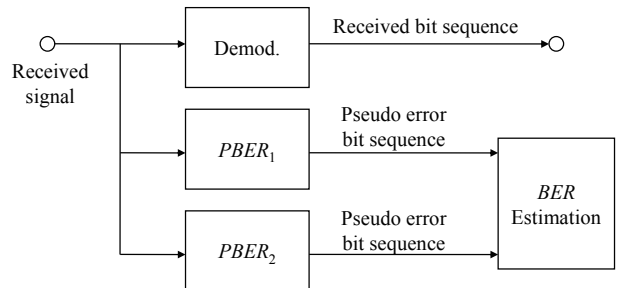 Received bit sequence
Demod.
Received
signal
Pseudo error
bit sequence
PBER₁
BER
Estimation
Pseudo error
bit sequence
PBER₂